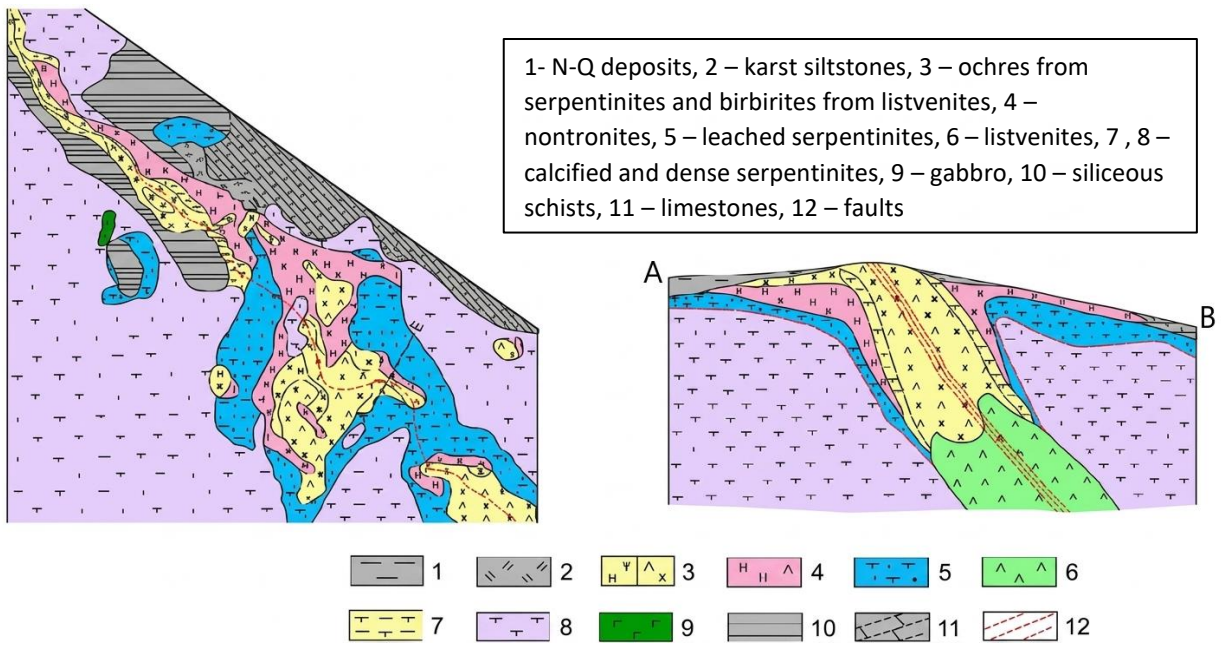 1- N-Q deposits, 2 – karst siltstones, 3 – ochres from
serpentinites and birbirites from listvenites, 4 –
nontronites, 5 – leached serpentinites, 6 – listvenites, 7 , 8 –
calcified and dense serpentinites, 9 – gabbro, 10 – siliceous
schists, 11 – limestones, 12 – faults
A
B
1
2
3
4
5
6
7
8
9
10
11
12